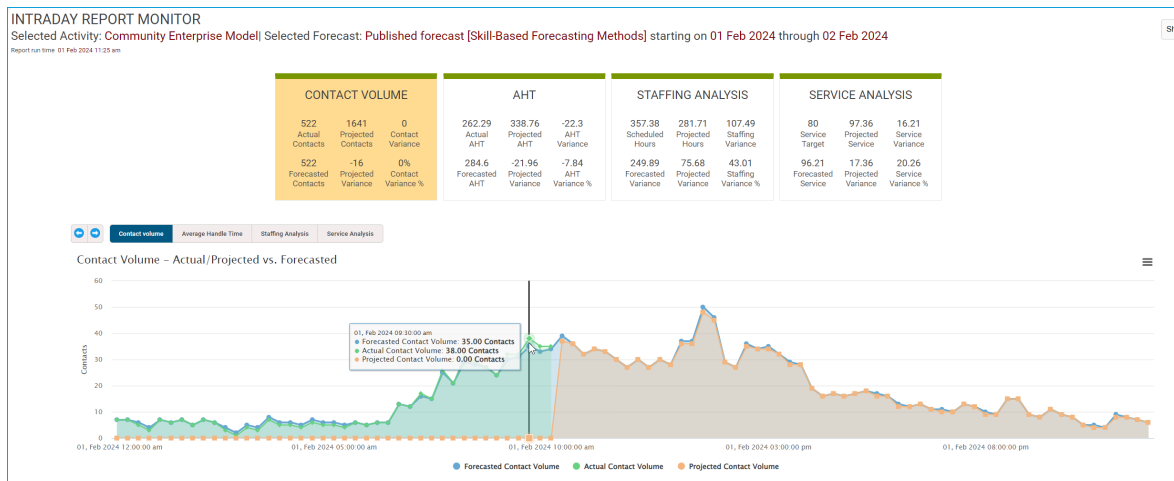 INTRADAY REPORT MONITOR
Sh
Selected Activity: Community Enterprise Model| Selected Forecast: Published forecast [Skill-Based Forecasting Methods] starting on 01 Feb 2024 through 02 Feb 2024
Report run time 01 Feb 2024 11:25 am
CONTACT VOLUME
522 1641 0
Actual Projected Contact
Contacts Contacts Variance
522 -16 0%
Forecasted Projected Contact
Contacts Variance Variance %
AHT
262.29 338.76 -22.3
Actual Projected AHT
AHT AHT Variance
284.6 -21.96 -7.84
Forecasted Projected AHT
AHT Variance Variance %
STAFFING ANALYSIS
357.38 281.71 107.49
Scheduled Projected Staffing
Hours Hours Variance
249.89 75.68 43.01
Forecasted Projected Staffing
Variance Variance Variance %
SERVICE ANALYSIS
80 97.36 16.21
Service Projected Service
Target Service Variance
96.21 17.36 20.26
Forecasted Projected Service
Service Variance Variance %
Contact volume Average Handle Time Staffing Analysis Service Analysis
Contact Volume – Actual/Projected vs. Forecasted
60
50
40
30
20
10
0
Contacts
01, Feb 2024 09:30:00 am
Forecasted Contact Volume: 35.00 Contacts
Actual Contact Volume: 38.00 Contacts
Projected Contact Volume: 0.00 Contacts
01, Feb 2024 12:00:00 am 01, Feb 2024 05:00:00 am 01, Feb 2024 10:00:00 am 01, Feb 2024 03:00:00 pm 01, Feb 2024 08:00:00 pm
Forecasted Contact Volume Actual Contact Volume Projected Contact Volume